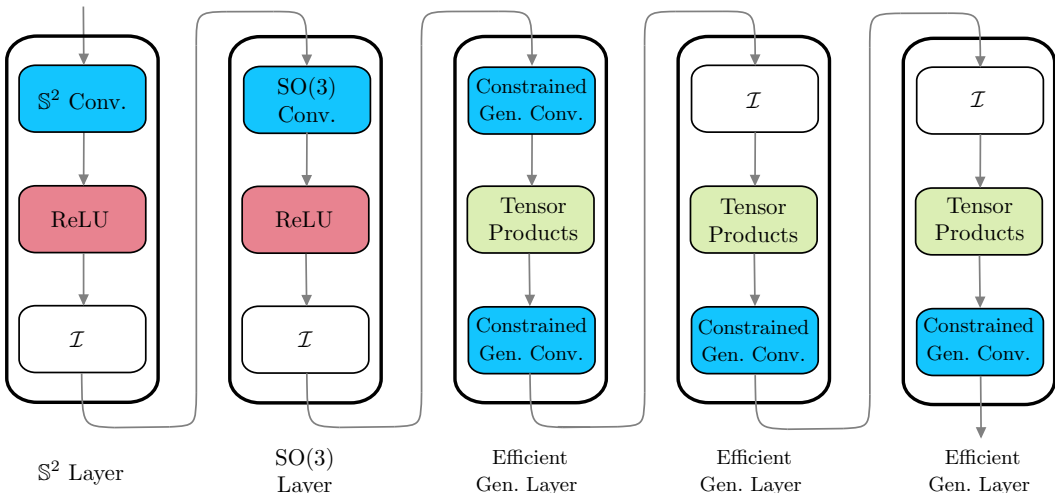 𝕊² Conv.
ReLU
ℐ
𝕊² Layer
SO(3)
Conv.
ReLU
ℐ
SO(3)
Layer
Constrained
Gen. Conv.
Tensor
Products
Constrained
Gen. Conv.
Efficient
Gen. Layer
ℐ
Tensor
Products
Constrained
Gen. Conv.
Efficient
Gen. Layer
ℐ
Tensor
Products
Constrained
Gen. Conv.
Efficient
Gen. Layer